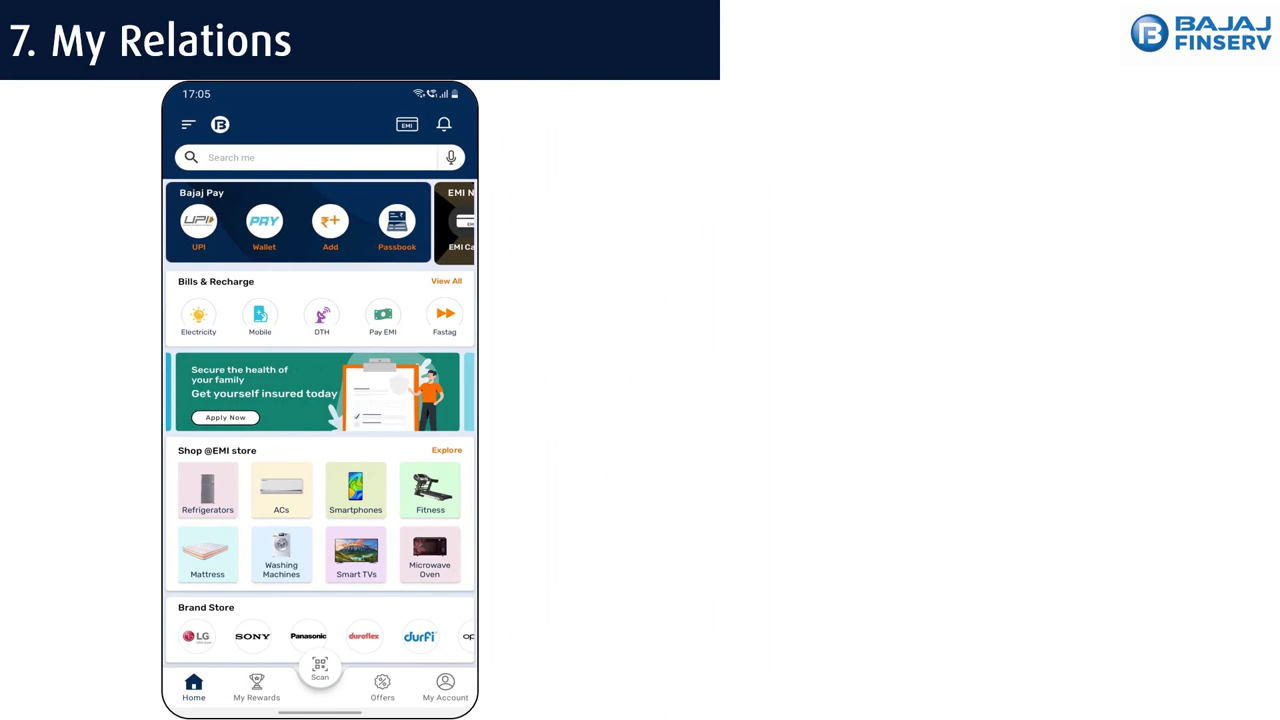 7. My Relations
BAJAJ
FINSERV
17:05
EMI
Search me
Bajaj Pay
EMI N
UPI
PAY
₹+
UPI
Wallet
Add
Passbook
EMI Ca
Bills & Recharge
View All
Electricity
Mobile
DTH
Pay EMI
Fastag
Secure the health of
your family
Get yourself insured today
Apply Now
Shop @EMI store
Explore
Refrigerators
ACs
Smartphones
Fitness
Mattress
Washing
Machines
Smart TVs
Microwave
Oven
Brand Store
LG
SONY
Panasonic
duroflex
durfi
op
Scan
Home
My Rewards
Offers
My Account